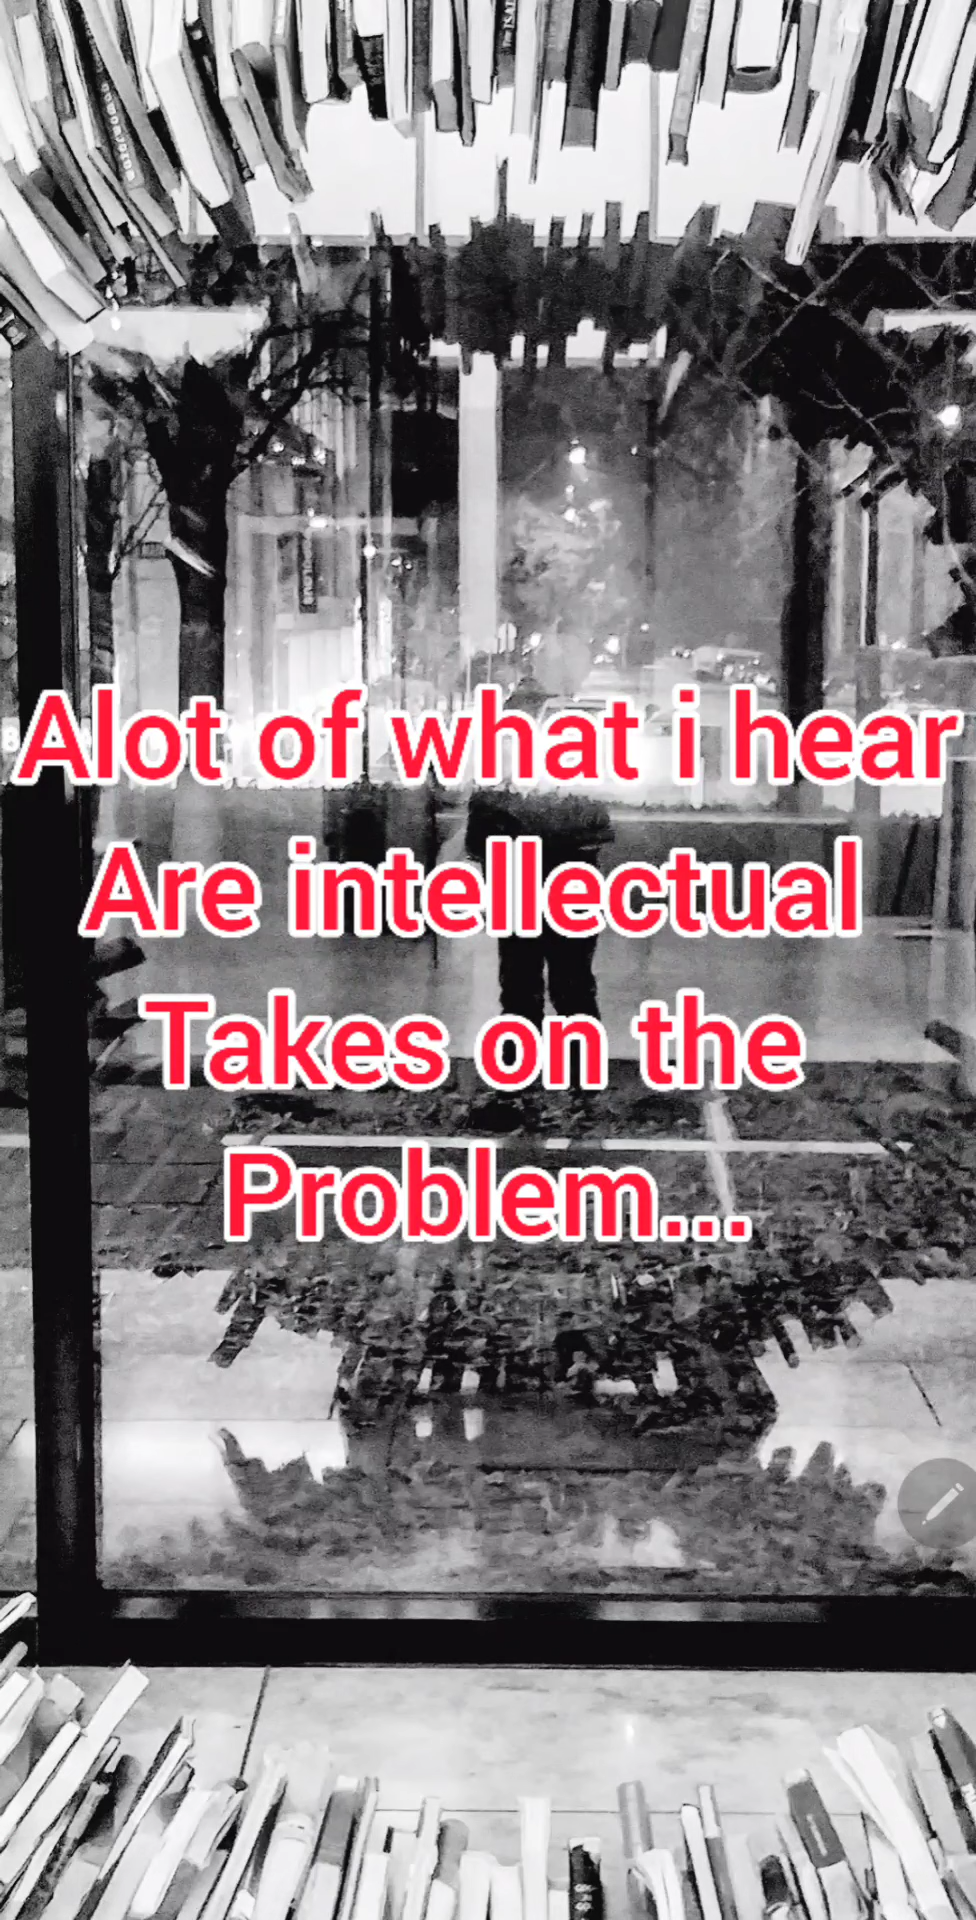 Alot of what i hear
Are intellectual
Takes on the
Problem...